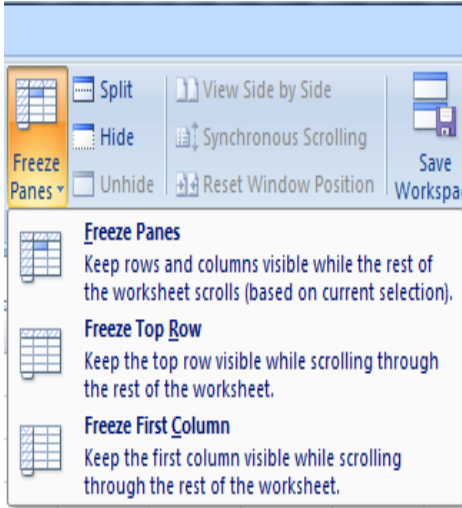 Freeze
Panes
Split
Hide
Unhide
View Side by Side
Synchronous Scrolling
Reset Window Position
Save
Workspa
Freeze Panes
Keep rows and columns visible while the rest of
the worksheet scrolls (based on current selection).
Freeze Top Row
Keep the top row visible while scrolling through
the rest of the worksheet.
Freeze First Column
Keep the first column visible while scrolling
through the rest of the worksheet.